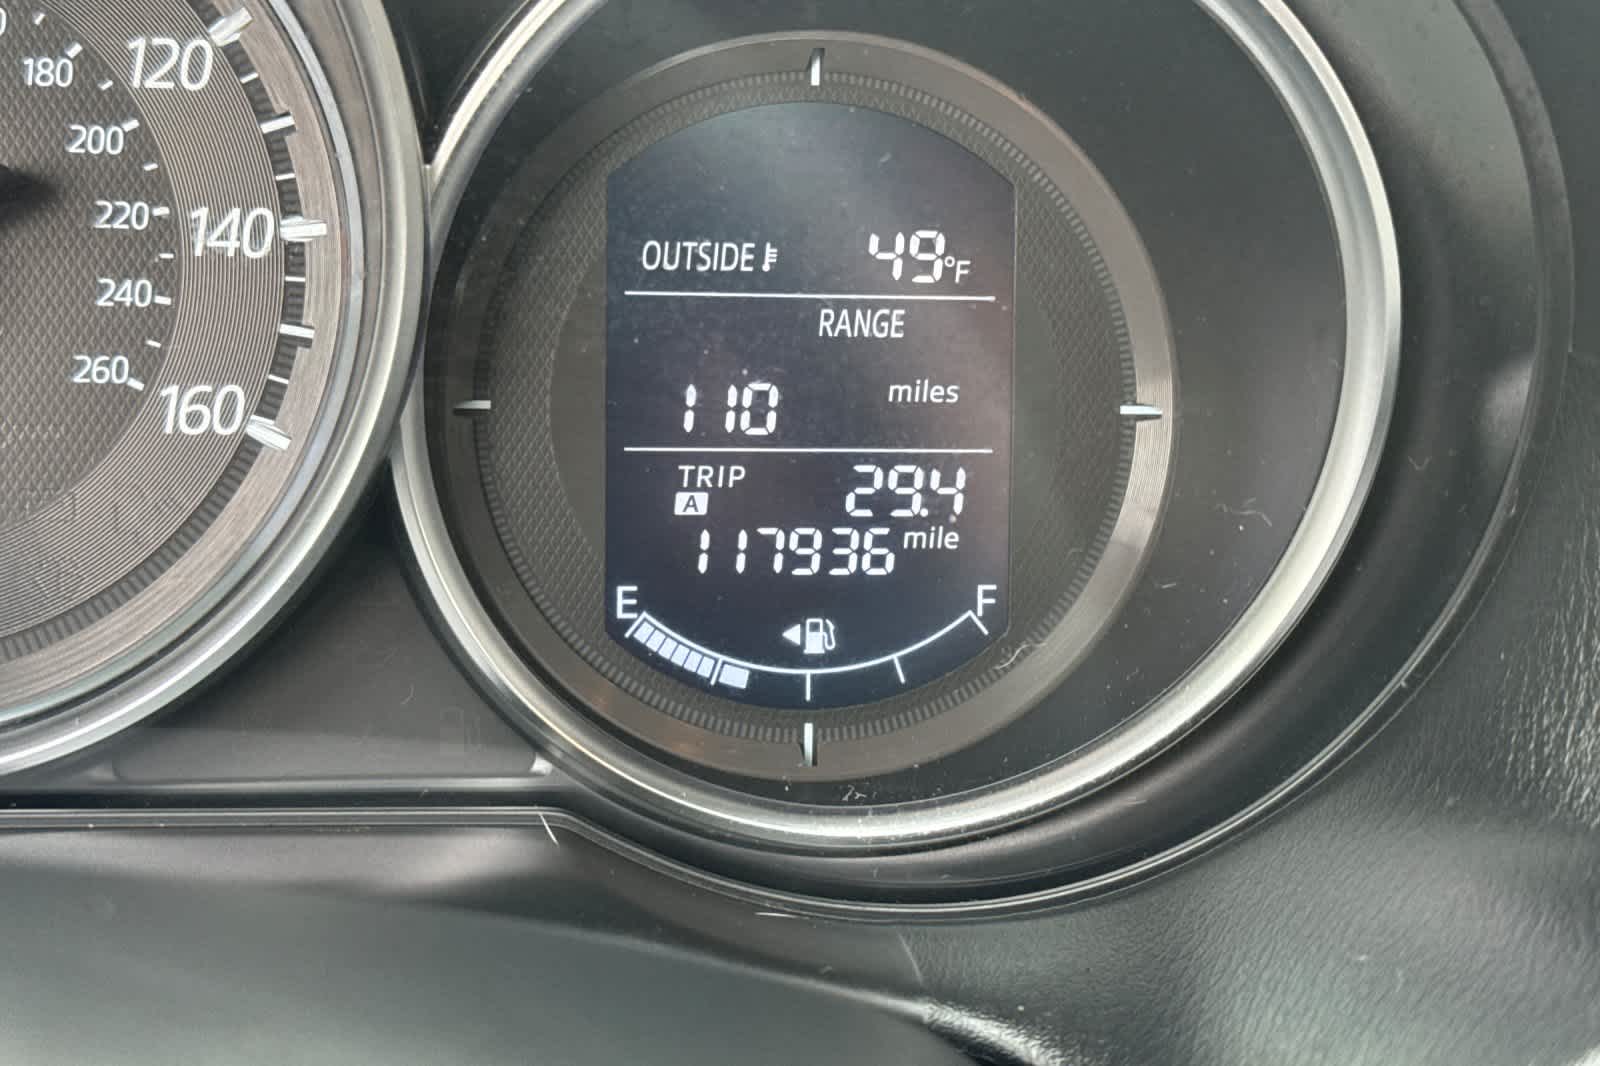 120
180
200
220
140
240
260
160
OUTSIDE 49°F
RANGE
110 miles
TRIP A 29.4
117936 mile
E F